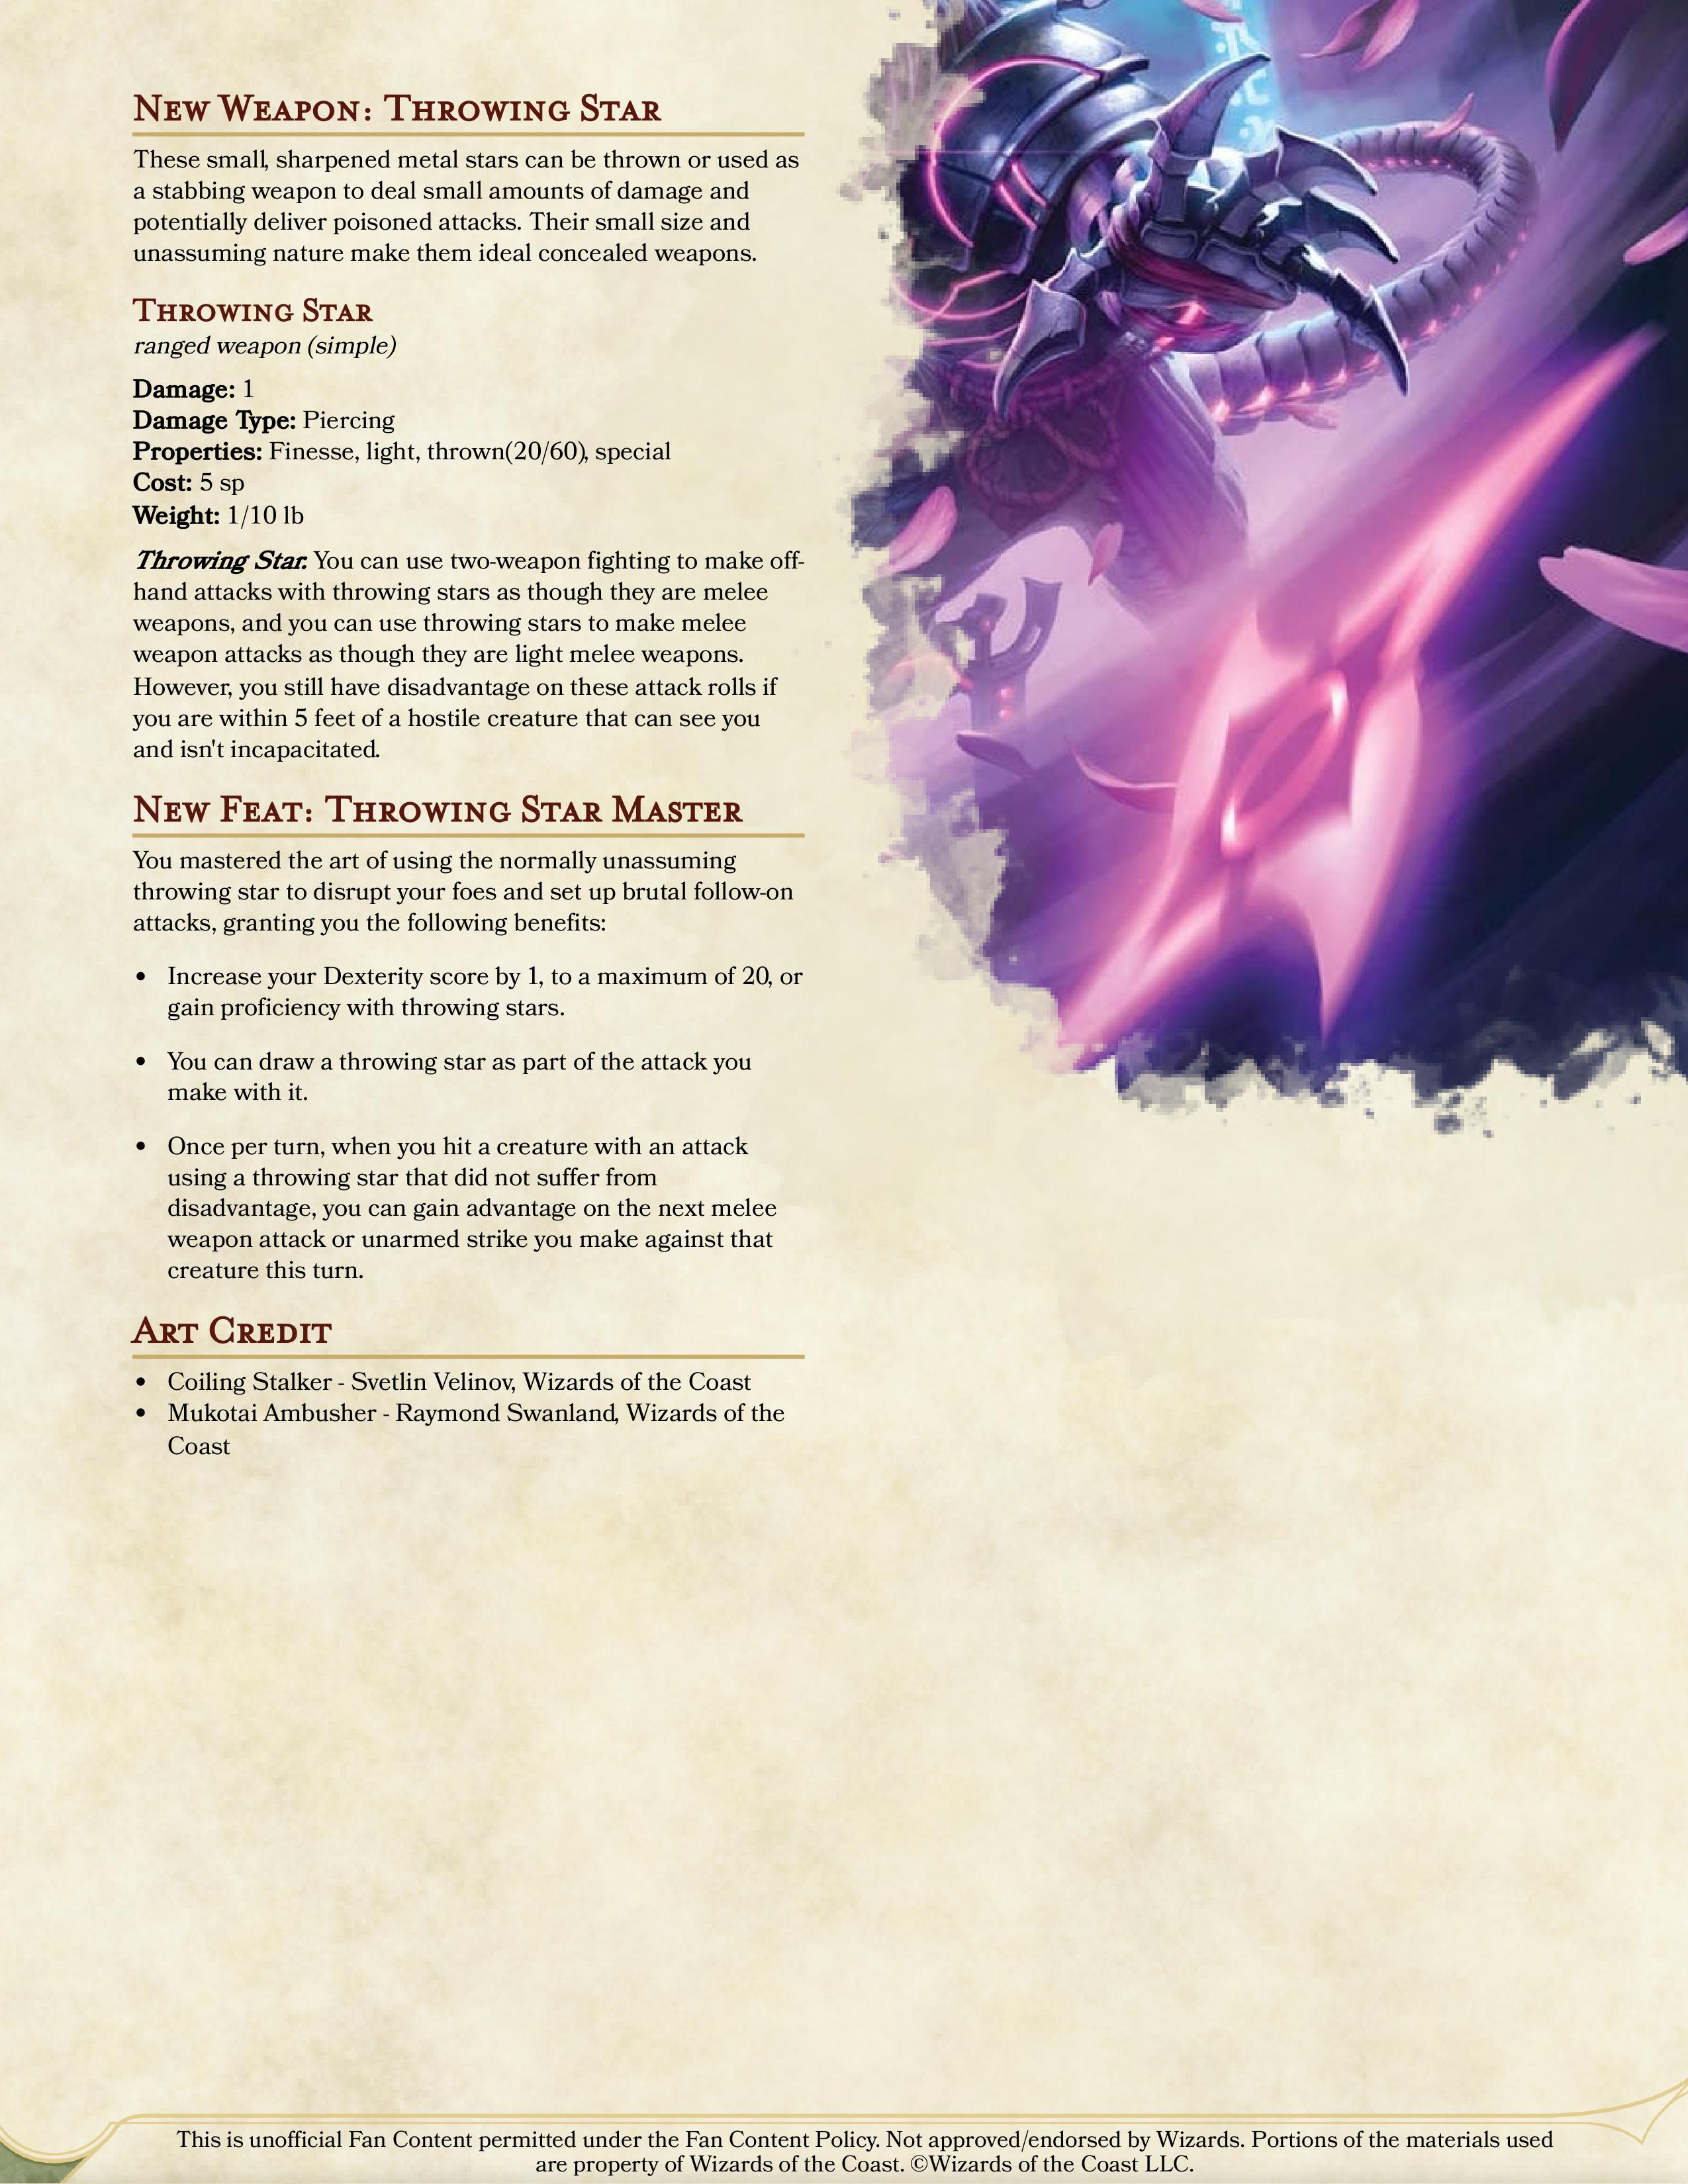 New Weapon: Throwing Star
These small, sharpened metal stars can be thrown or used as
a stabbing weapon to deal small amounts of damage and
potentially deliver poisoned attacks. Their small size and
unassuming nature make them ideal concealed weapons.
Throwing Star
ranged weapon (simple)
Damage: 1
Damage Type: Piercing
Properties: Finesse, light, thrown(20/60), special
Cost: 5 sp
Weight: 1/10 lb
Throwing Star. You can use two-weapon fighting to make off-
hand attacks with throwing stars as though they are melee
weapons, and you can use throwing stars to make melee
weapon attacks as though they are light melee weapons.
However, you still have disadvantage on these attack rolls if
you are within 5 feet of a hostile creature that can see you
and isn't incapacitated.
New Feat: Throwing Star Master
You mastered the art of using the normally unassuming
throwing star to disrupt your foes and set up brutal follow-on
attacks, granting you the following benefits:
• Increase your Dexterity score by 1, to a maximum of 20, or
gain proficiency with throwing stars.
• You can draw a throwing star as part of the attack you
make with it.
• Once per turn, when you hit a creature with an attack
using a throwing star that did not suffer from
disadvantage, you can gain advantage on the next melee
weapon attack or unarmed strike you make against that
creature this turn.
Art Credit
• Coiling Stalker - Svetlin Velinov, Wizards of the Coast
• Mukotai Ambusher - Raymond Swanland, Wizards of the
Coast
This is unofficial Fan Content permitted under the Fan Content Policy. Not approved/endorsed by Wizards. Portions of the materials used
are property of Wizards of the Coast. ©Wizards of the Coast LLC.